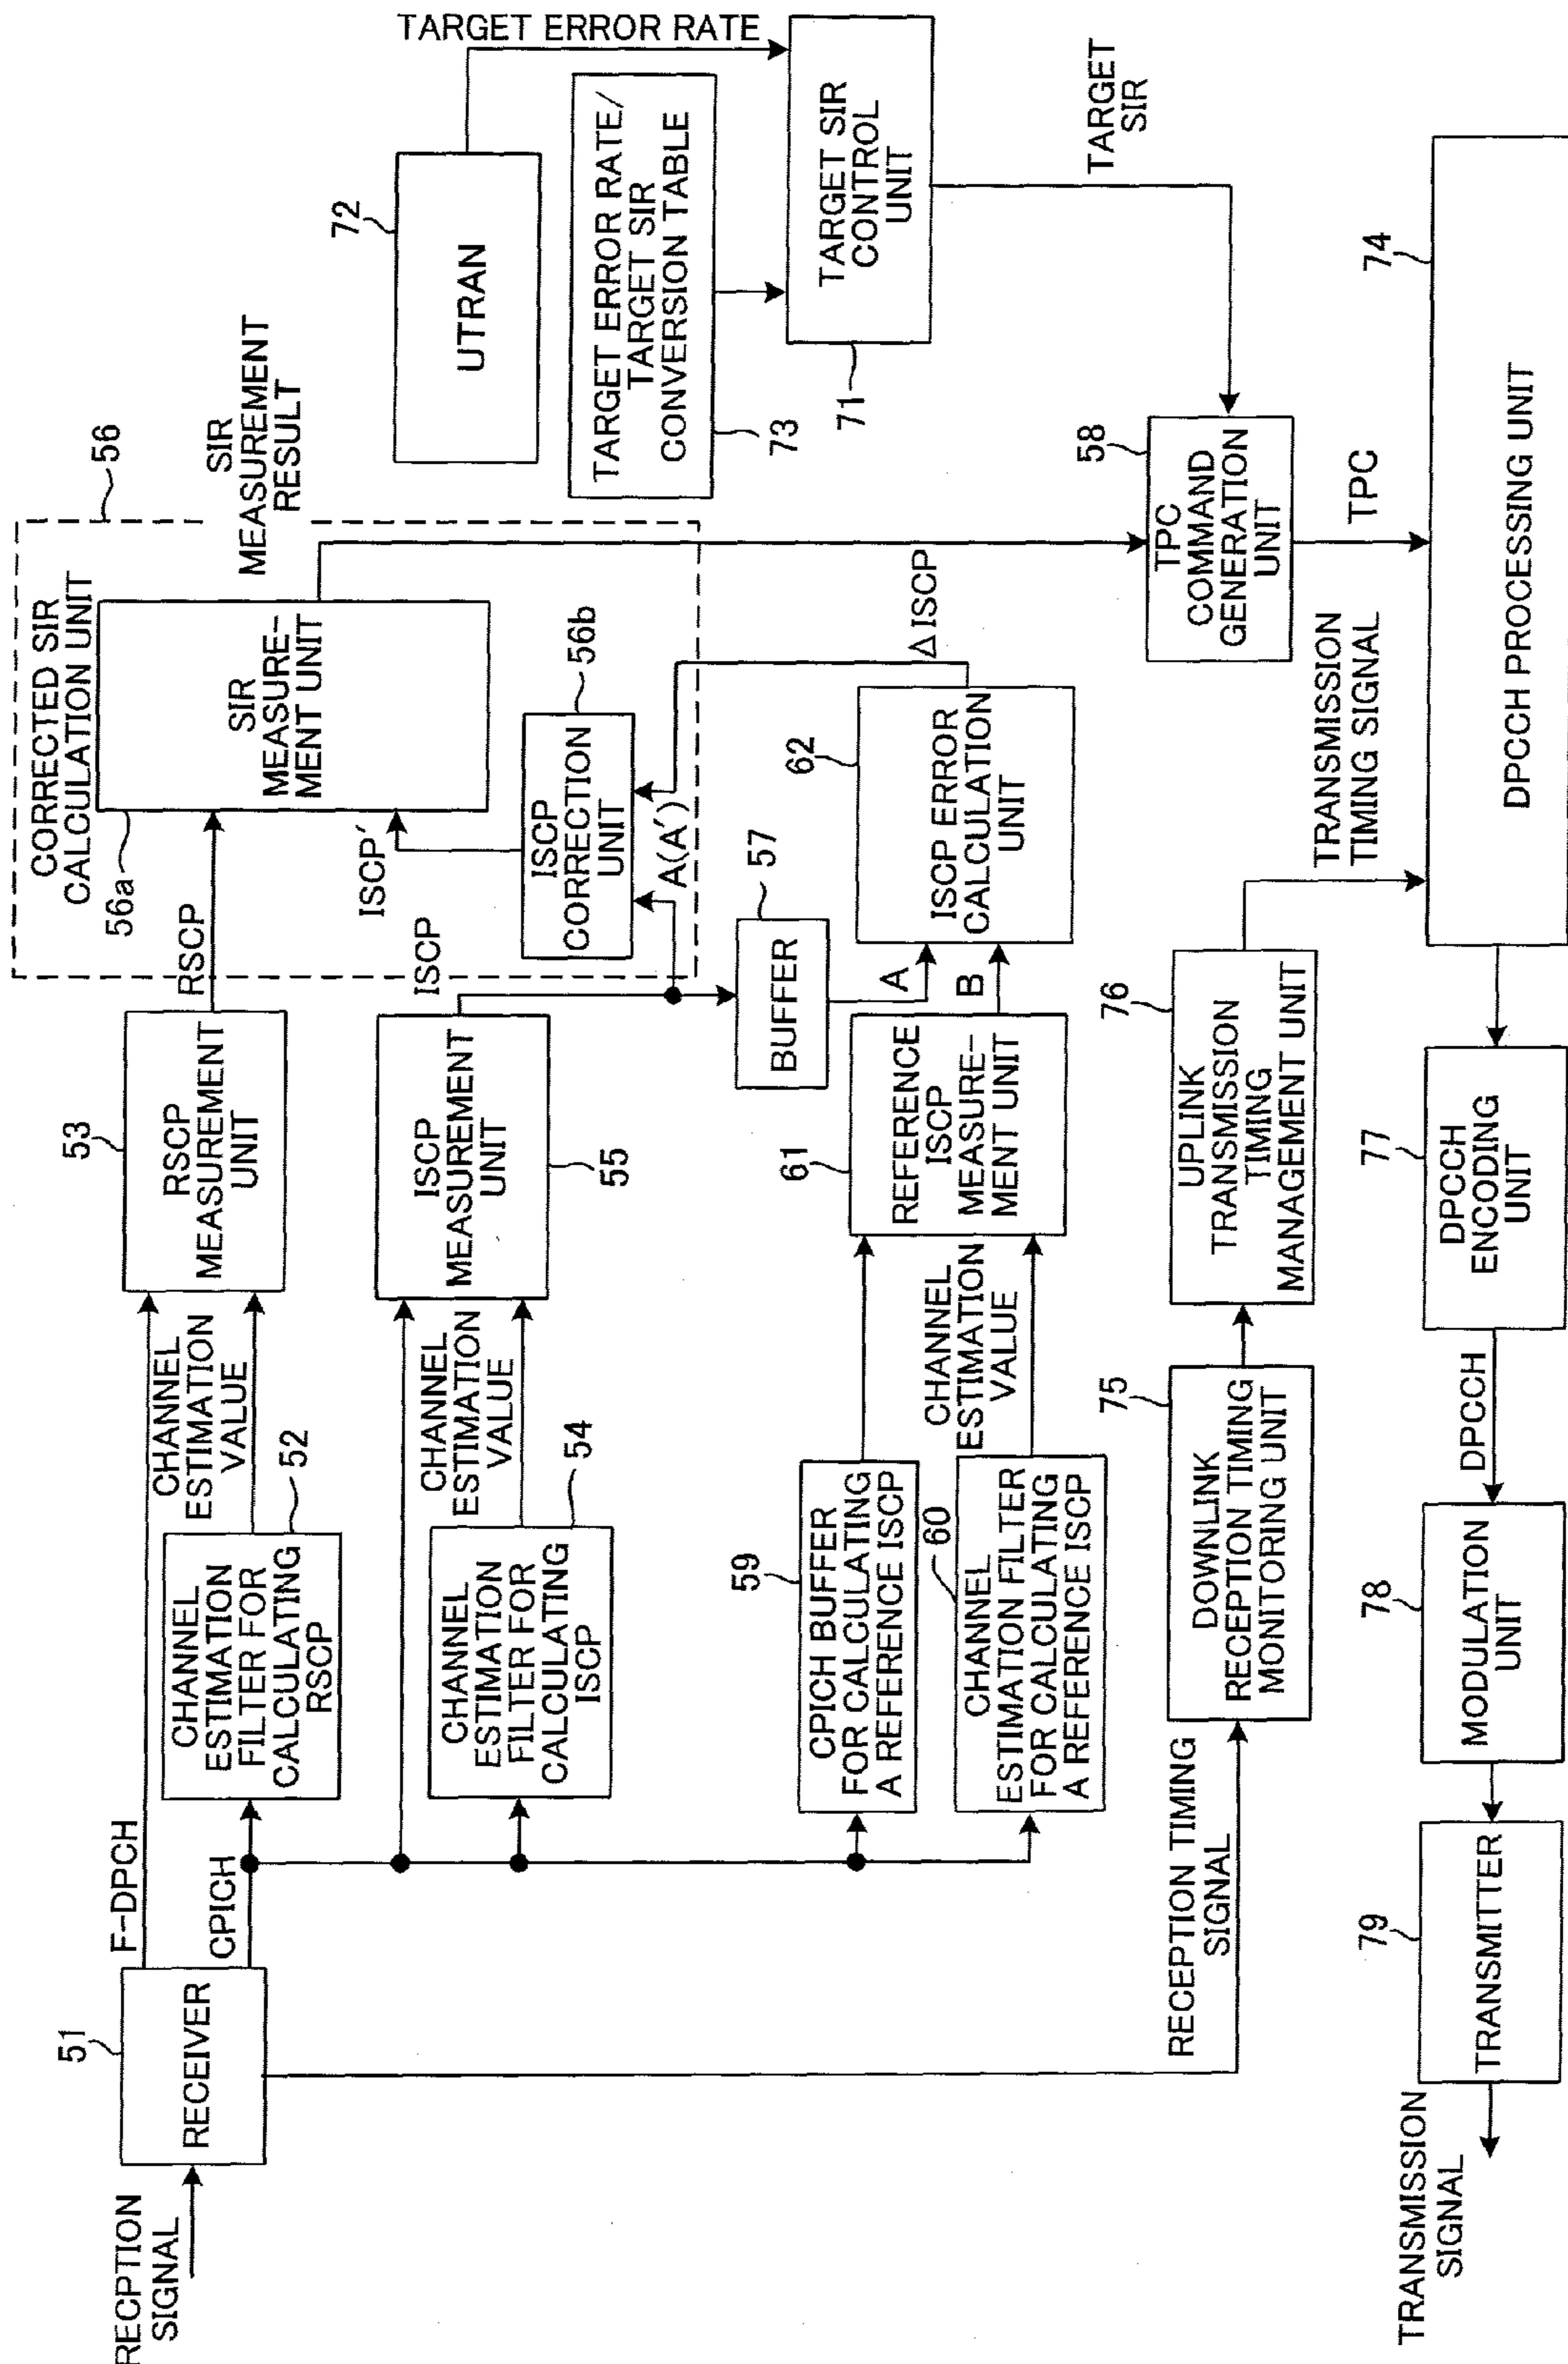 RECEPTION
SIGNAL
51
RECEIVER
F-DPCH
CPICH
CHANNEL
ESTIMATION
FILTER FOR
CALCULATING
RSCP
52
CHANNEL
ESTIMATION
VALUE
53
RSCP
MEASUREMENT
UNIT
RSCP
CHANNEL
ESTIMATION
FILTER FOR
CALCULATING
ISCP
54
CHANNEL
ESTIMATION
VALUE
ISCP
MEASUREMENT
UNIT
55
ISCP
CORRECTED SIR
CALCULATION UNIT
56
56a
SIR
MEASURE-
MENT UNIT
ISCP'
ISCP
CORRECTION
UNIT
56b
A(A')
SIR
MEASUREMENT
RESULT
57
BUFFER
A
59
CPICH BUFFER
FOR CALCULATING
A REFERENCE ISCP
60
CHANNEL
ESTIMATION FILTER
FOR CALCULATING
A REFERENCE ISCP
CHANNEL
ESTIMATION
VALUE
61
REFERENCE
ISCP
MEASURE-
MENT UNIT
B
62
ISCP ERROR
CALCULATION
UNIT
Δ ISCP
72
UTRAN
TARGET ERROR RATE
TARGET ERROR RATE/
TARGET SIR
CONVERSION TABLE
73
TARGET SIR
CONTROL
UNIT
71
TARGET
SIR
58
TPC
COMMAND
GENERATION
UNIT
TPC
RECEPTION TIMING
SIGNAL
75
DOWNLINK
RECEPTION TIMING
MONITORING UNIT
76
UPLINK
TRANSMISSION
TIMING
MANAGEMENT UNIT
TRANSMISSION
TIMING SIGNAL
74
DPCCH PROCESSING UNIT
77
DPCCH
ENCODING
UNIT
DPCCH
78
MODULATION
UNIT
79
TRANSMITTER
TRANSMISSION
SIGNAL